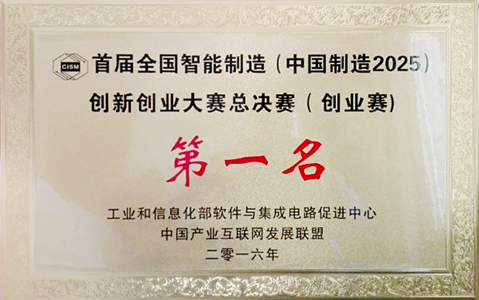 CISM 首届全国智能制造（中国制造2025）
创新创业大赛总决赛（创业赛）
第一名
工业和信息化部软件与集成电路促进中心
中国产业互联网发展联盟
二零一六年